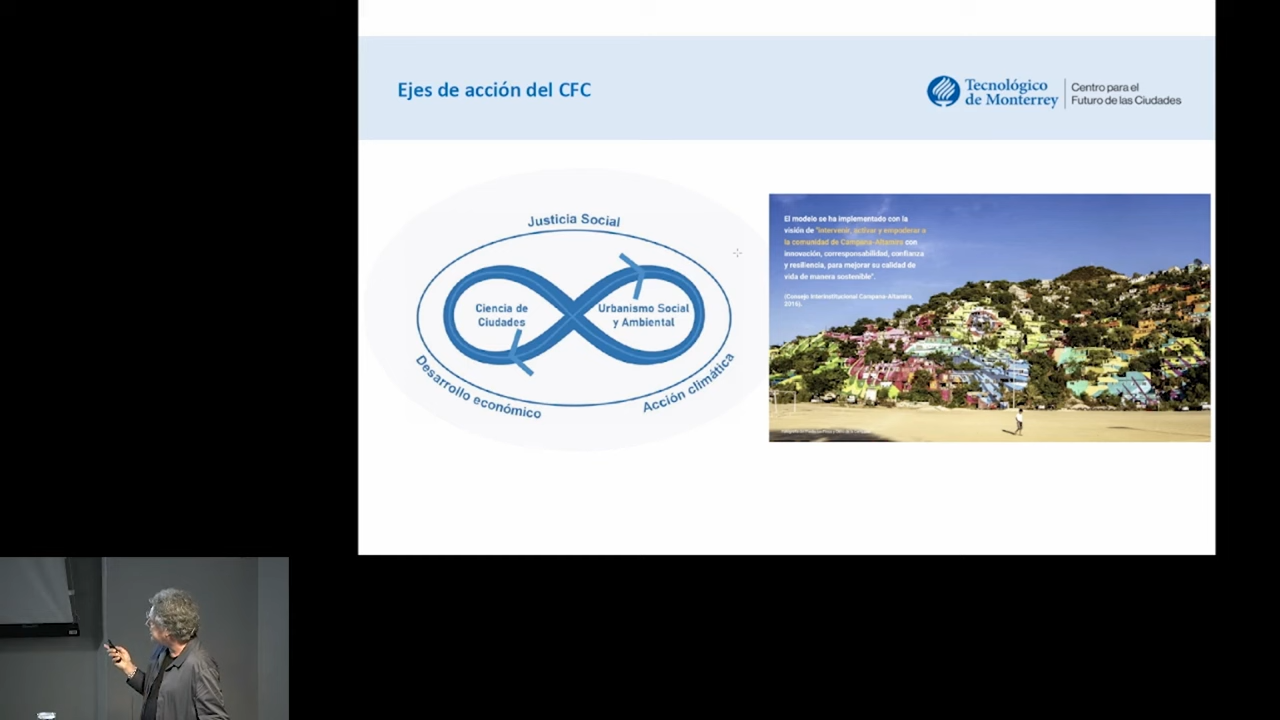 Ejes de acción del CFC
Tecnológico
de Monterrey
Centro para el
Futuro de las Ciudades
Justicia Social
Ciencia de
Ciudades
Urbanismo Social
y Ambiental
Desarrollo económico
Acción climática
El modelo se ha implementado con la
visión de "intervenir, activar y empoderar a
la comunidad de Campana-Altamira con
innovación, corresponsabilidad, confianza
y resiliencia, para mejorar su calidad de
vida de manera sostenible".
(Consejo Interinstitucional Campana-Altamira,
2016).